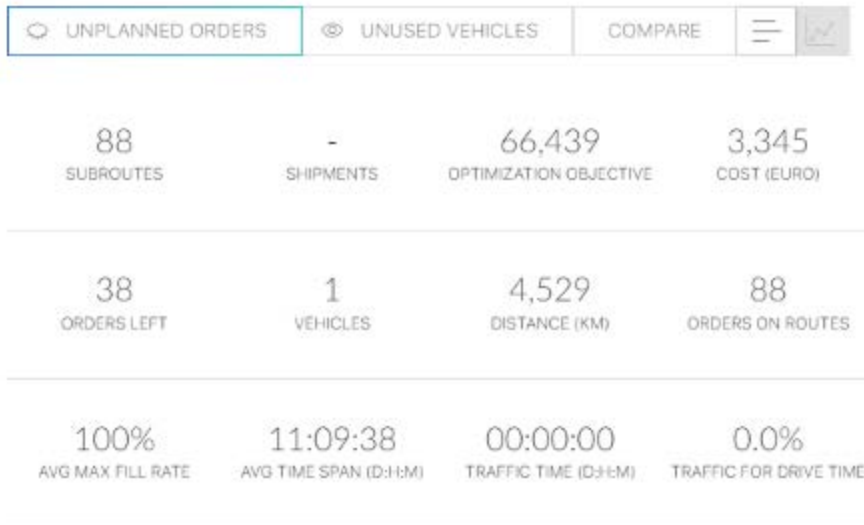 UNPLANNED ORDERS UNUSED VEHICLES COMPARE
88 - 66,439 3,345
SUBROUTES SHIPMENTS OPTIMIZATION OBJECTIVE COST (EURO)
38 1 4,529 88
ORDERS LEFT VEHICLES DISTANCE (KM) ORDERS ON ROUTES
100% 11:09:38 00:00:00 0.0%
AVG MAX FILL RATE AVG TIME SPAN (D:H:M) TRAFFIC TIME (D:H:M) TRAFFIC FOR DRIVE TIME